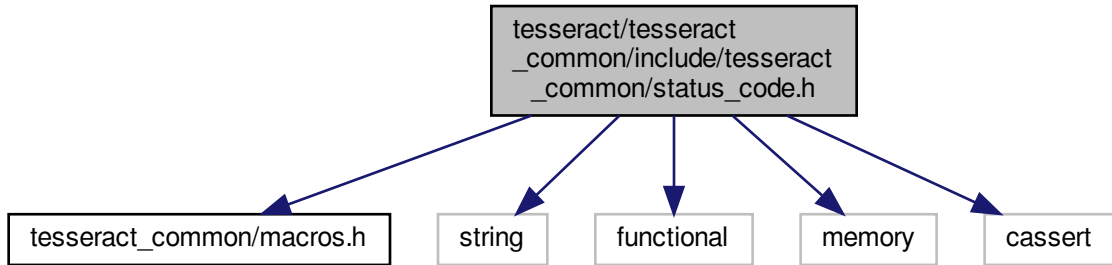 tesseract/tesseract
_common/include/tesseract
_common/status_code.h
tesseract_common/macros.h
string
functional
memory
cassert